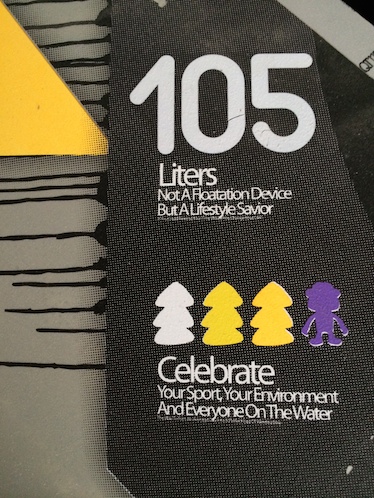 105
Liters
Not A Floatation Device
But A Lifestyle Savior
Celebrate
Your Sport, Your Environment
And Everyone On The Water